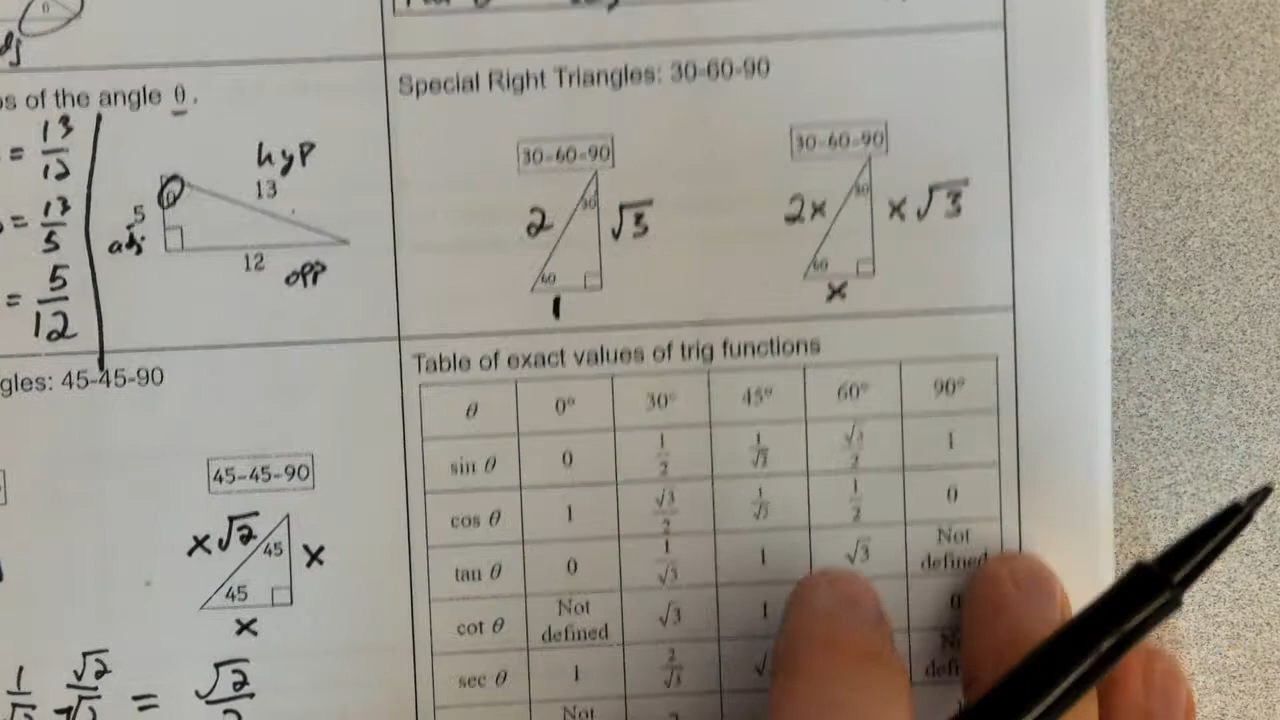 θ
os of the angle θ.
= 13/12
= 13/5
= 5/12
hyp
13
θ
5
adj
12
opp
Special Right Triangles: 30-60-90
30-60-90
2
30
√3
60
1
30-60-90
2x
30
x√3
60
x
gles: 45-45-90
45-45-90
x√2
45
x
45
x
= √2
Table of exact values of trig functions
θ 0° 30° 45° 60° 90°
sin θ 0 1/2 1/√2 √3/2 1
cos θ 1 √3/2 1/√2 1/2 0
tan θ 0 1/√3 1 √3 Not defined
cot θ Not defined √3 1 0
sec θ 1 2/√3
Not